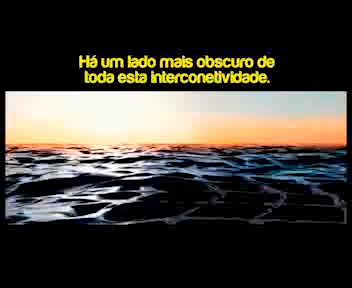 Há um lado mais obscuro de
toda esta interconetividade.